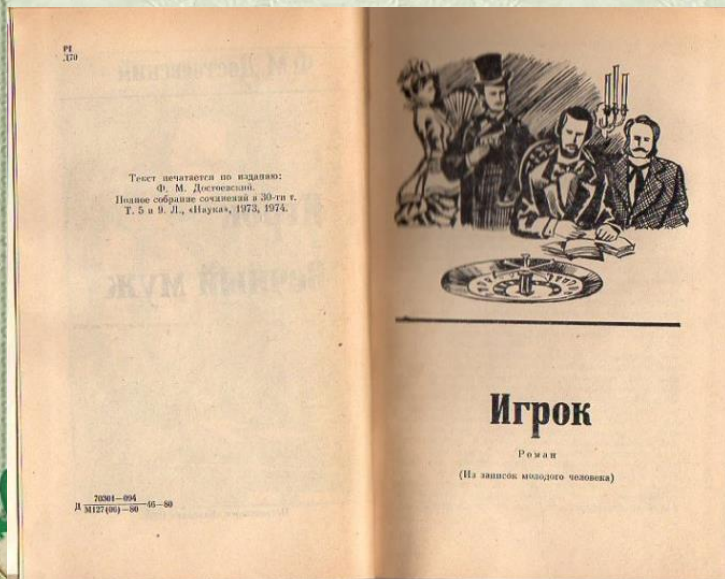 Р1
Д70
Текст печатается по изданию:
Ф. М. Достоевский.
Полное собрание сочинений в 30-ти т.
Т. 5 и 9. Л., «Наука», 1973, 1974.
Д 70301—094
М127(06)—80 46—80
Игрок
Роман
(Из записок молодого человека)